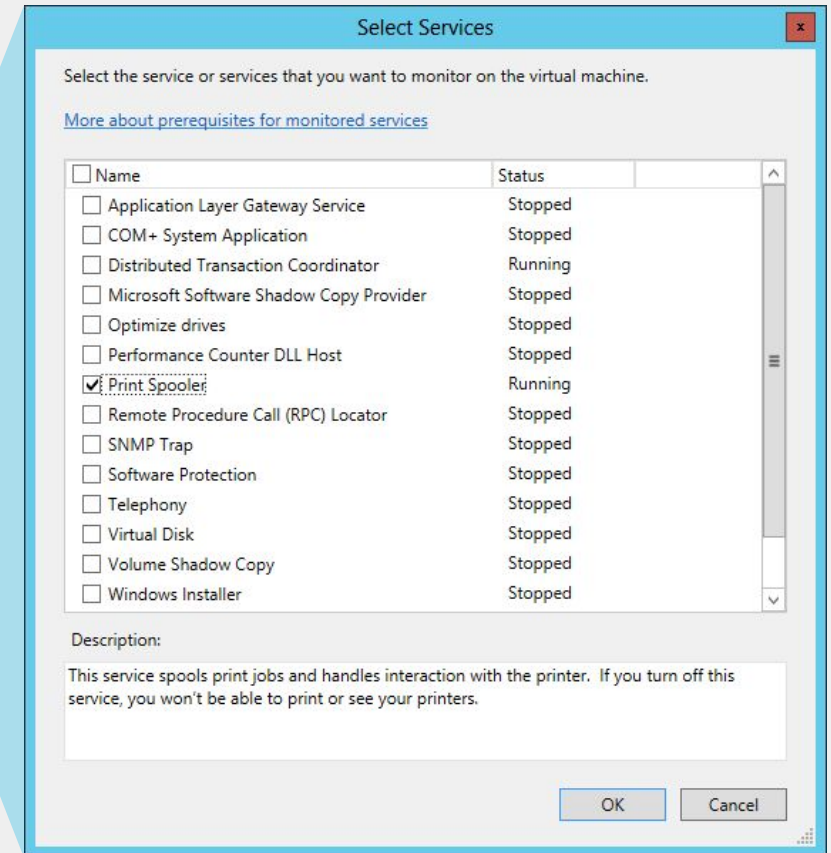 Select Services
x
Select the service or services that you want to monitor on the virtual machine.
More about prerequisites for monitored services
Name Status
Application Layer Gateway Service Stopped
COM+ System Application Stopped
Distributed Transaction Coordinator Running
Microsoft Software Shadow Copy Provider Stopped
Optimize drives Stopped
Performance Counter DLL Host Stopped
Print Spooler Running
Remote Procedure Call (RPC) Locator Stopped
SNMP Trap Stopped
Software Protection Stopped
Telephony Stopped
Virtual Disk Stopped
Volume Shadow Copy Stopped
Windows Installer Stopped
Description:
This service spools print jobs and handles interaction with the printer.  If you turn off this
service, you won't be able to print or see your printers.
OK Cancel